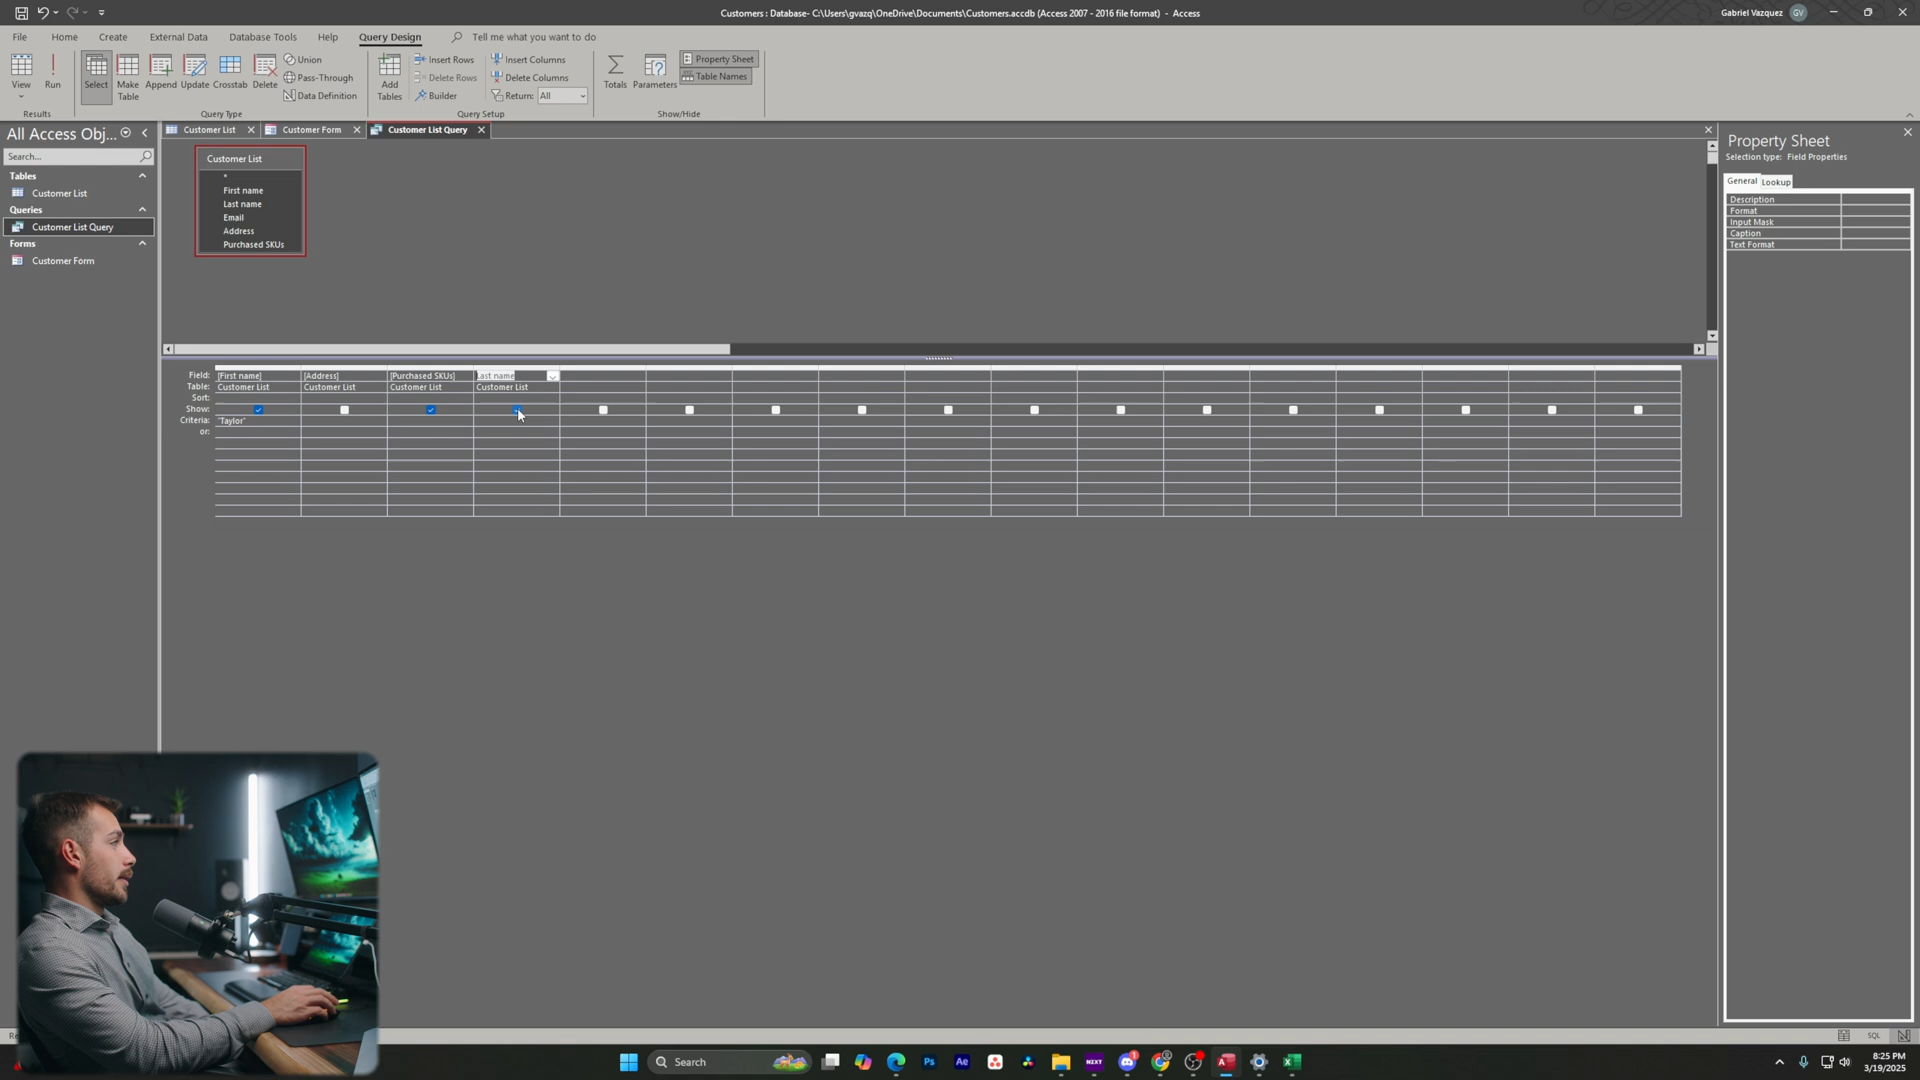 Customers : Database- C:\Users\gvazq\OneDrive\Documents\Customers.accdb (Access 2007 - 2016 file format) - Access
Gabriel Vazquez GV
File Home Create External Data Database Tools Help Query Design Tell me what you want to do
View Run Select Make Table Append Update Crosstab Delete
Union
Pass-Through
Data Definition
Add Tables
Insert Rows
Delete Rows
Builder
Insert Columns
Delete Columns
Return: All
Totals Parameters
Property Sheet
Table Names
Results Query Type Query Setup Show/Hide
All Access Obj...
Search...
Tables
Customer List
Queries
Customer List Query
Forms
Customer Form
Customer List Customer Form Customer List Query
Customer List
*
First name
Last name
Email
Address
Purchased SKUs
Field: [First name] [Address] [Purchased SKUs] Last name
Table: Customer List Customer List Customer List Customer List
Sort:
Show:
Criteria: "Taylor"
or:
Property Sheet
Selection type: Field Properties
General Lookup
Description
Format
Input Mask
Caption
Text Format
SQL
Search
Ps Ae NEXT 1 A
8:25 PM
3/19/2025